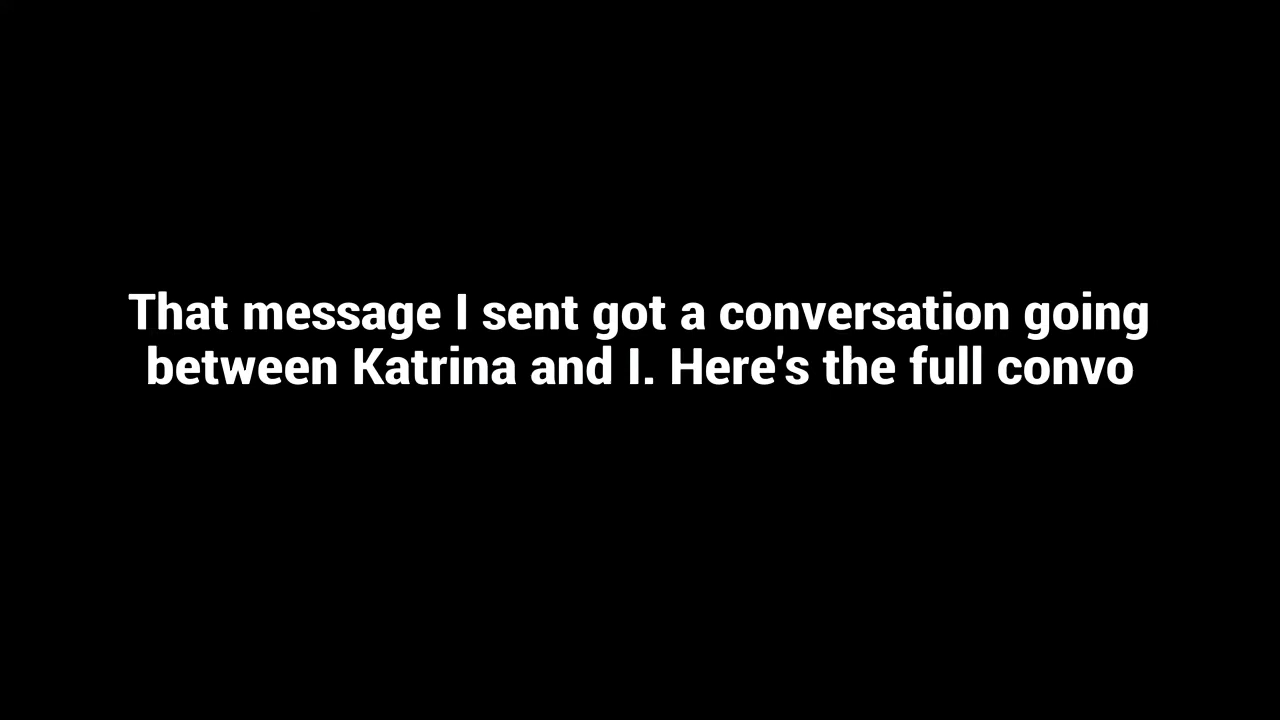 That message I sent got a conversation going
between Katrina and I. Here's the full convo